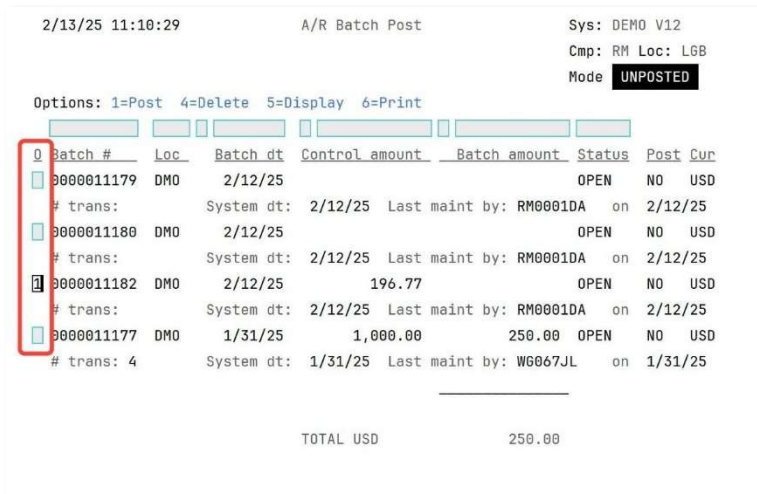 2/13/25 11:10:29 A/R Batch Post Sys: DEMO V12
Cmp: RM Loc: LGB
Mode UNPOSTED
Options: 1=Post 4=Delete 5=Display 6=Print
O Batch # Loc Batch dt Control amount Batch amount Status Post Cur
0000011179 DMO 2/12/25 OPEN NO USD
# trans: System dt: 2/12/25 Last maint by: RM0001DA on 2/12/25
0000011180 DMO 2/12/25 OPEN NO USD
# trans: System dt: 2/12/25 Last maint by: RM0001DA on 2/12/25
1 0000011182 DMO 2/12/25 196.77 OPEN NO USD
# trans: System dt: 2/12/25 Last maint by: RM0001DA on 2/12/25
0000011177 DMO 1/31/25 1,000.00 250.00 OPEN NO USD
# trans: 4 System dt: 1/31/25 Last maint by: WG067JL on 1/31/25
TOTAL USD 250.00